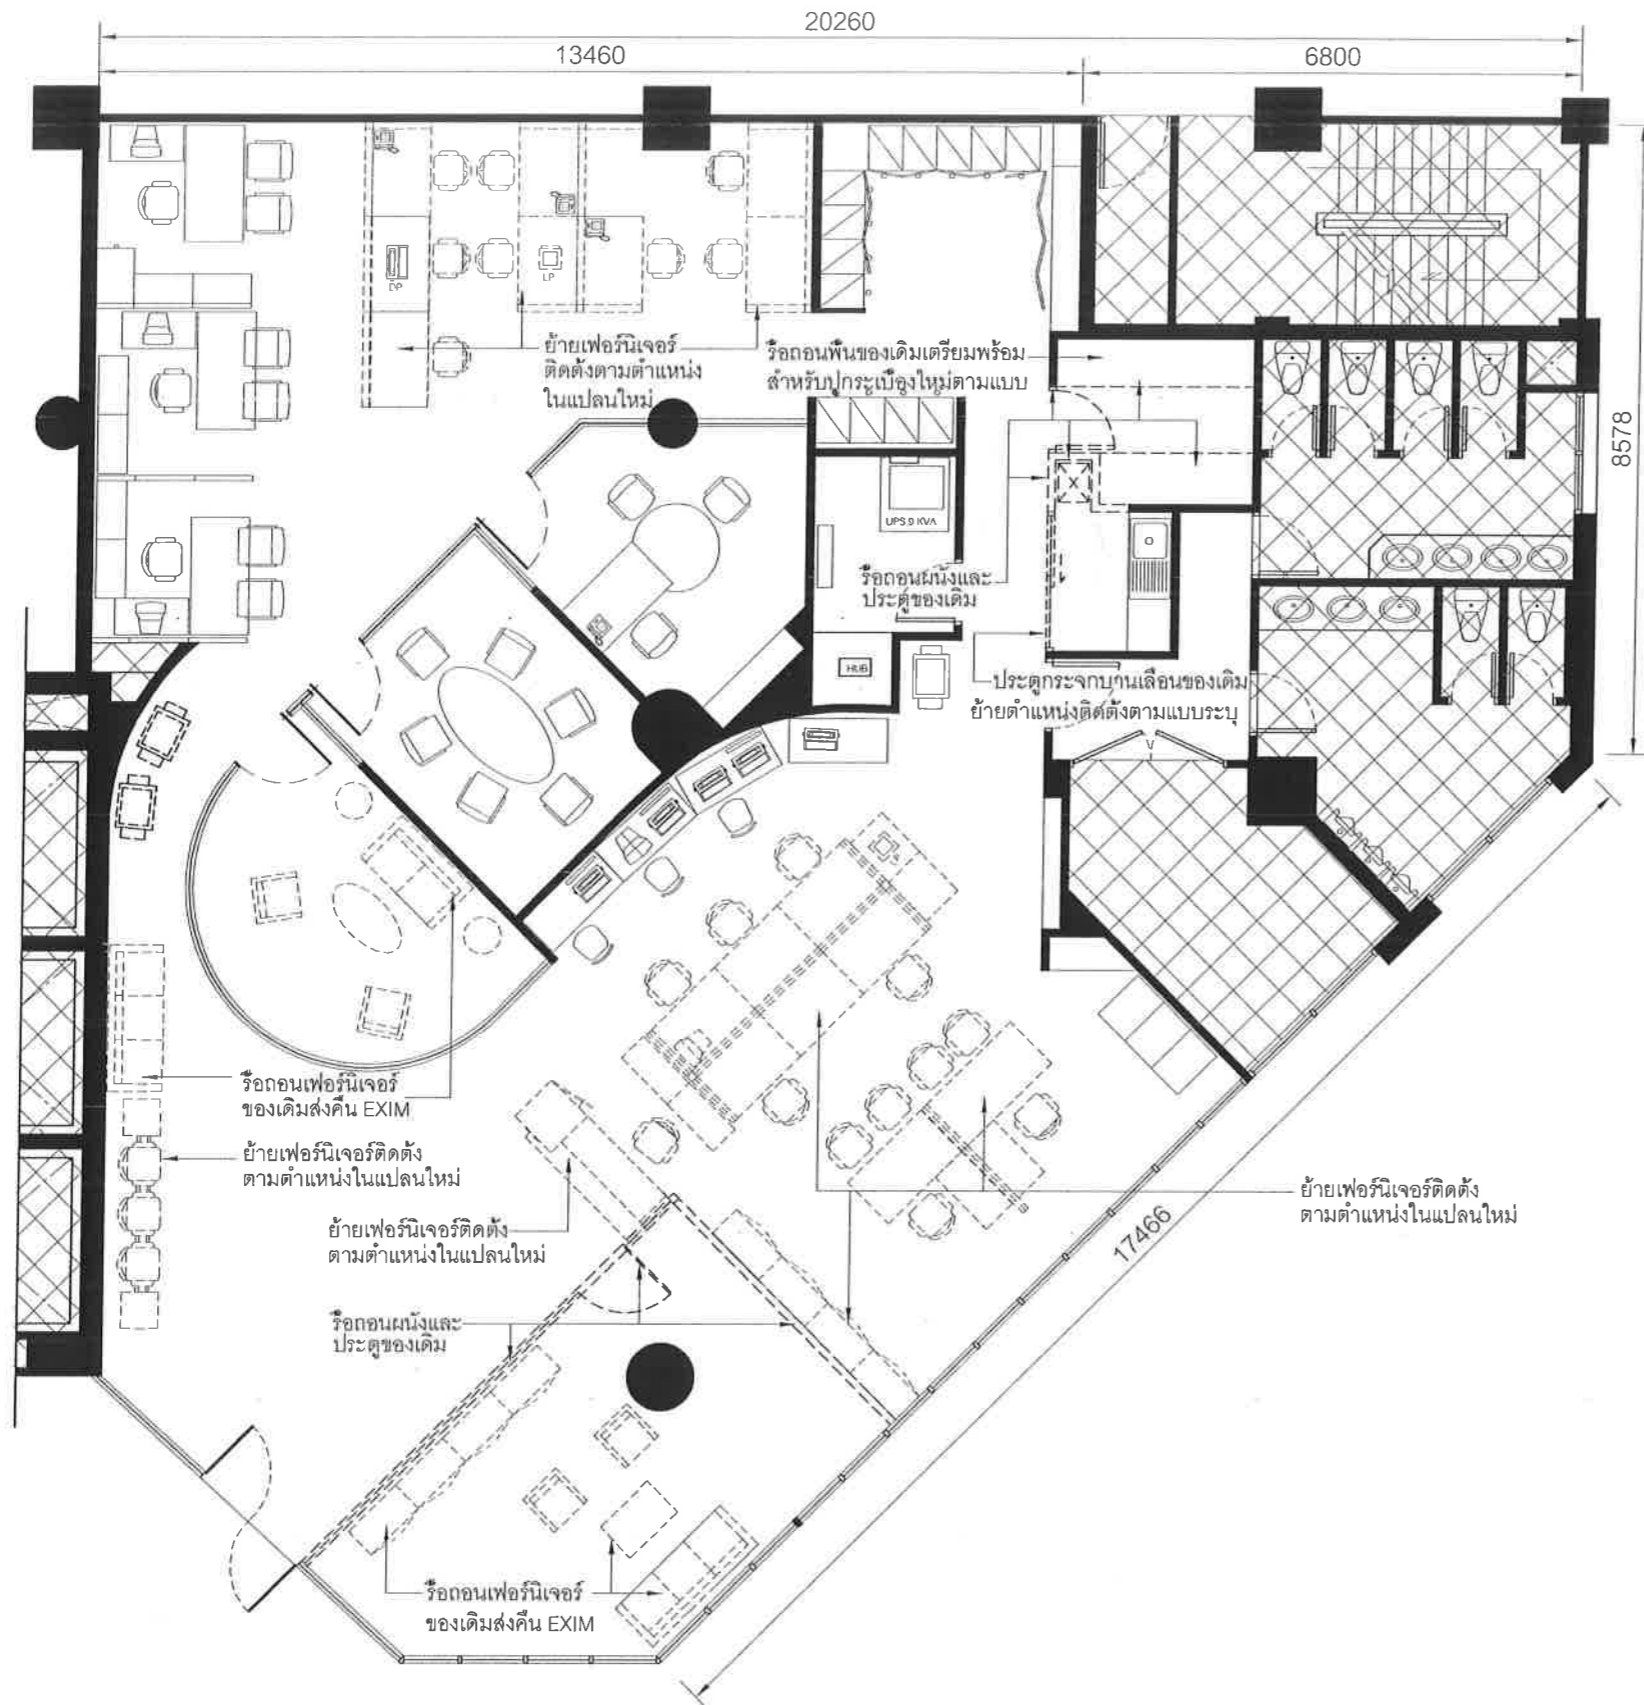 20260
13460
6800
8578
17466
DP
LP
ย้ายเฟอร์นิเจอร์
ติดตั้งตามตำแหน่ง
ในแปลนใหม่
รื้อถอนพื้นของเดิมเตรียมพร้อม
สำหรับปูกระเบื้องใหม่ตามแบบ
UPS 9 KVA
X
รื้อถอนผนังและ
ประตูของเดิม
HUB
ประตูกระจกบานเลื่อนของเดิม
ย้ายตำแหน่งติดตั้งตามแบบระบุ
รื้อถอนเฟอร์นิเจอร์
ของเดิมส่งคืน EXIM
ย้ายเฟอร์นิเจอร์ติดตั้ง
ตามตำแหน่งในแปลนใหม่
ย้ายเฟอร์นิเจอร์ติดตั้ง
ตามตำแหน่งในแปลนใหม่
ย้ายเฟอร์นิเจอร์ติดตั้ง
ตามตำแหน่งในแปลนใหม่
รื้อถอนผนังและ
ประตูของเดิม
รื้อถอนเฟอร์นิเจอร์
ของเดิมส่งคืน EXIM